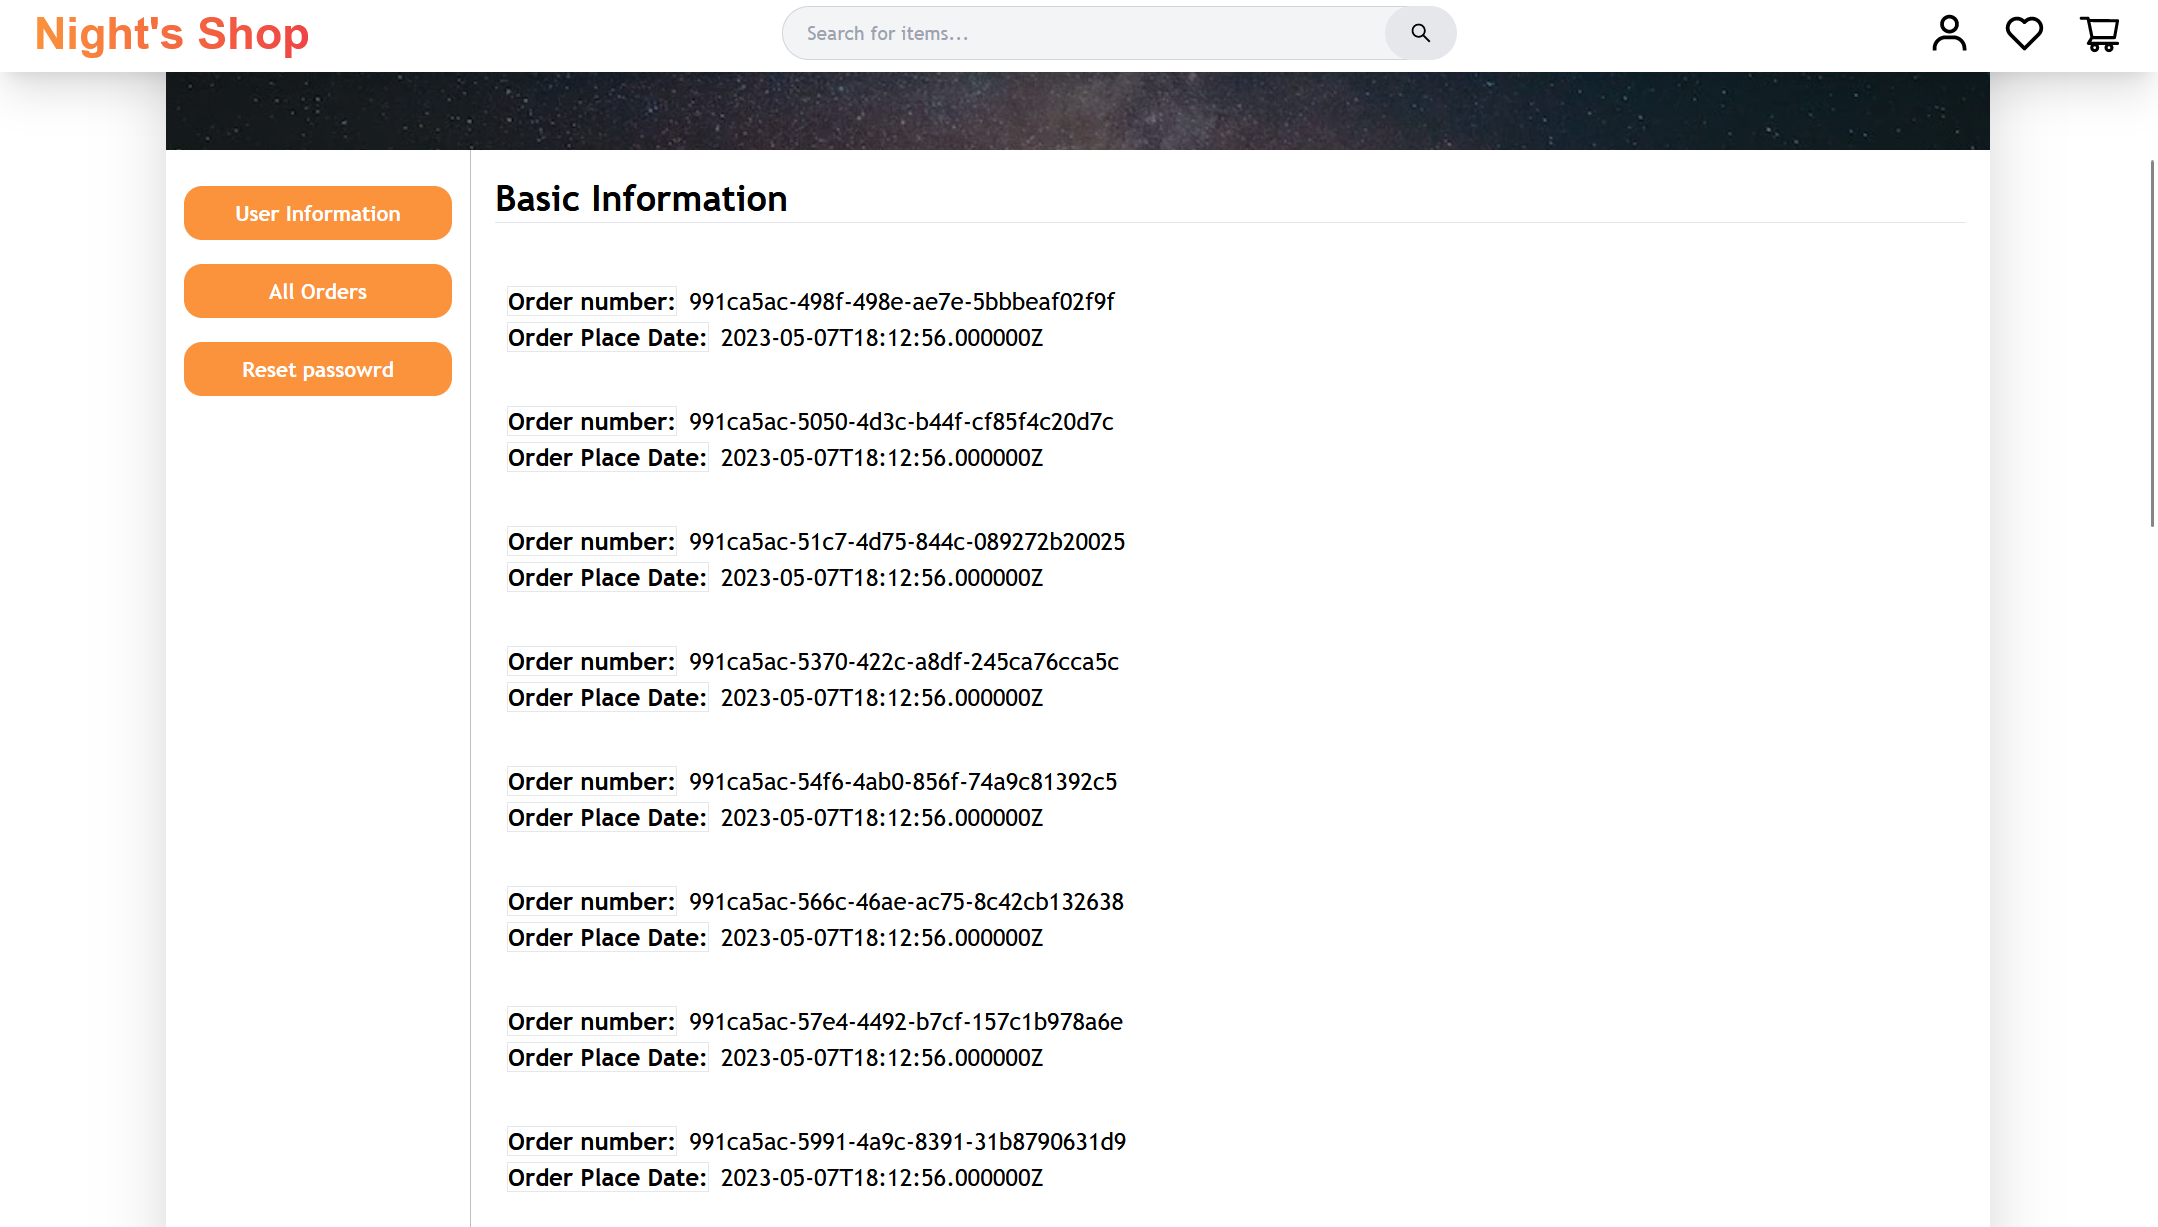 Night's Shop
Search for items...
User Information
All Orders
Reset passowrd
Basic Information
Order number: 991ca5ac-498f-498e-ae7e-5bbbeaf02f9f
Order Place Date: 2023-05-07T18:12:56.000000Z
Order number: 991ca5ac-5050-4d3c-b44f-cf85f4c20d7c
Order Place Date: 2023-05-07T18:12:56.000000Z
Order number: 991ca5ac-51c7-4d75-844c-089272b20025
Order Place Date: 2023-05-07T18:12:56.000000Z
Order number: 991ca5ac-5370-422c-a8df-245ca76cca5c
Order Place Date: 2023-05-07T18:12:56.000000Z
Order number: 991ca5ac-54f6-4ab0-856f-74a9c81392c5
Order Place Date: 2023-05-07T18:12:56.000000Z
Order number: 991ca5ac-566c-46ae-ac75-8c42cb132638
Order Place Date: 2023-05-07T18:12:56.000000Z
Order number: 991ca5ac-57e4-4492-b7cf-157c1b978a6e
Order Place Date: 2023-05-07T18:12:56.000000Z
Order number: 991ca5ac-5991-4a9c-8391-31b8790631d9
Order Place Date: 2023-05-07T18:12:56.000000Z